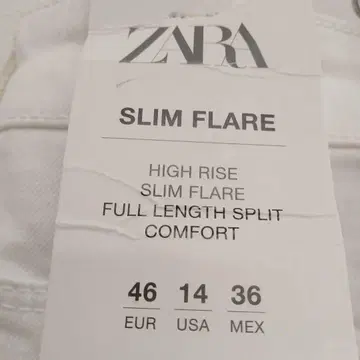 ZARA
SLIM FLARE
HIGH RISE
SLIM FLARE
FULL LENGTH SPLIT
COMFORT
46 14 36
EUR USA MEX